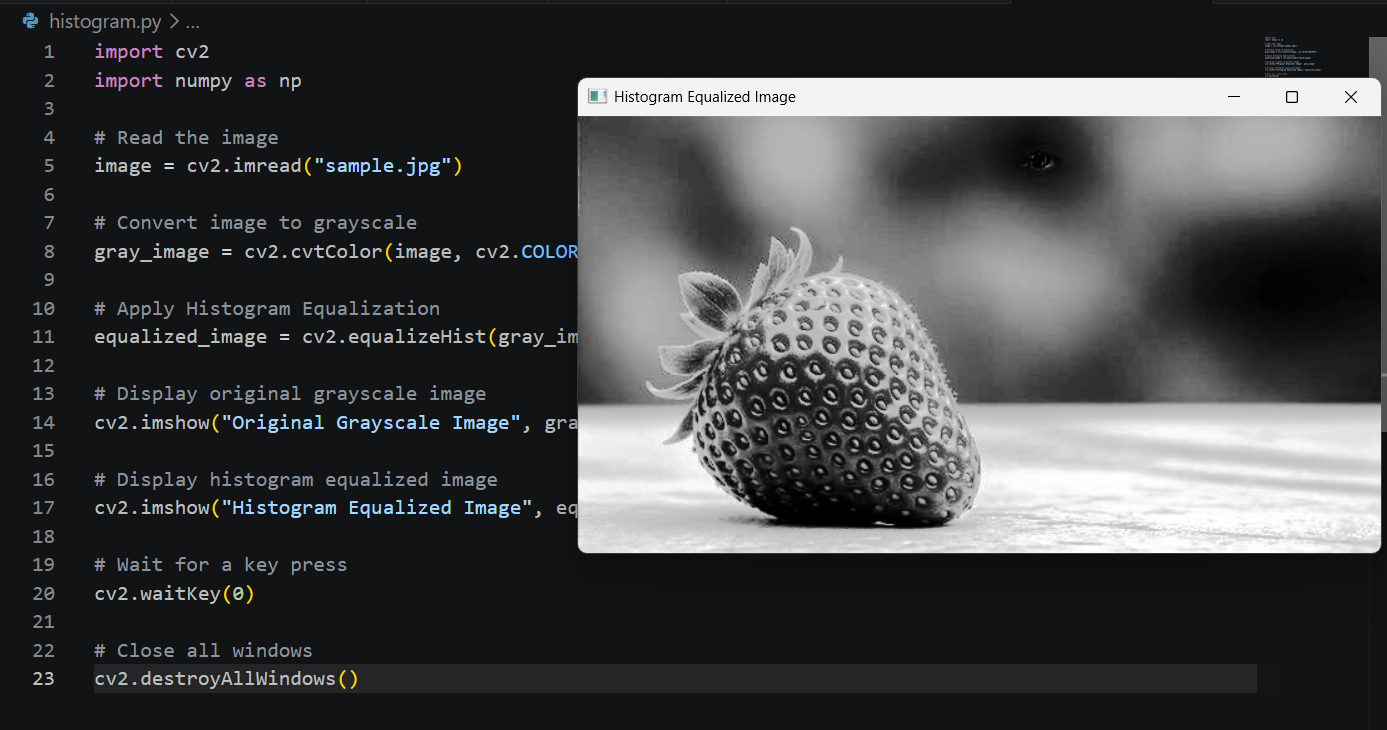 histogram.py > ...
1 import cv2
2 import numpy as np
3
4 # Read the image
5 image = cv2.imread("sample.jpg")
6
7 # Convert image to grayscale
8 gray_image = cv2.cvtColor(image, cv2.COLOR
9
10 # Apply Histogram Equalization
11 equalized_image = cv2.equalizeHist(gray_im
12
13 # Display original grayscale image
14 cv2.imshow("Original Grayscale Image", gra
15
16 # Display histogram equalized image
17 cv2.imshow("Histogram Equalized Image", eq
18
19 # Wait for a key press
20 cv2.waitKey(0)
21
22 # Close all windows
23 cv2.destroyAllWindows()
Histogram Equalized Image